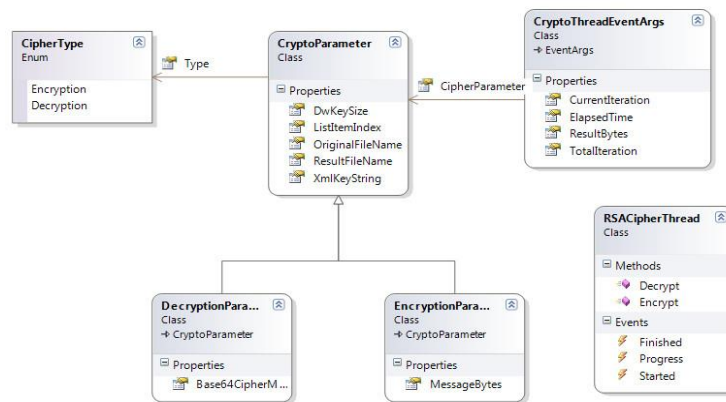 CipherType
Enum
Encryption
Decryption
Type
CryptoParameter
Class
Properties
DwKeySize
ListItemIndex
OriginalFileName
ResultFileName
XmlKeyString
CipherParameter
CryptoThreadEventArgs
Class
EventArgs
Properties
CurrentIteration
ElapsedTime
ResultBytes
TotalIteration
RSACipherThread
Class
Methods
Decrypt
Encrypt
Events
Finished
Progress
Started
DecryptionPara...
Class
CryptoParameter
Properties
Base64CipherM ...
EncryptionPara...
Class
CryptoParameter
Properties
MessageBytes